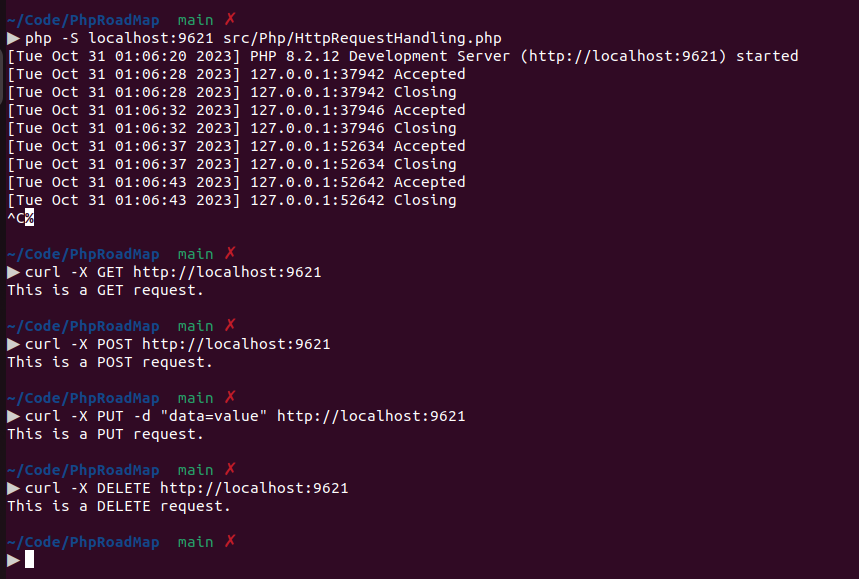 ~/Code/PhpRoadMap main ✗
▶ php -S localhost:9621 src/Php/HttpRequestHandling.php
[Tue Oct 31 01:06:20 2023] PHP 8.2.12 Development Server (http://localhost:9621) started
[Tue Oct 31 01:06:28 2023] 127.0.0.1:37942 Accepted
[Tue Oct 31 01:06:28 2023] 127.0.0.1:37942 Closing
[Tue Oct 31 01:06:32 2023] 127.0.0.1:37946 Accepted
[Tue Oct 31 01:06:32 2023] 127.0.0.1:37946 Closing
[Tue Oct 31 01:06:37 2023] 127.0.0.1:52634 Accepted
[Tue Oct 31 01:06:37 2023] 127.0.0.1:52634 Closing
[Tue Oct 31 01:06:43 2023] 127.0.0.1:52642 Accepted
[Tue Oct 31 01:06:43 2023] 127.0.0.1:52642 Closing
^C%
~/Code/PhpRoadMap main ✗
▶ curl -X GET http://localhost:9621
This is a GET request.
~/Code/PhpRoadMap main ✗
▶ curl -X POST http://localhost:9621
This is a POST request.
~/Code/PhpRoadMap main ✗
▶ curl -X PUT -d "data=value" http://localhost:9621
This is a PUT request.
~/Code/PhpRoadMap main ✗
▶ curl -X DELETE http://localhost:9621
This is a DELETE request.
~/Code/PhpRoadMap main ✗
▶